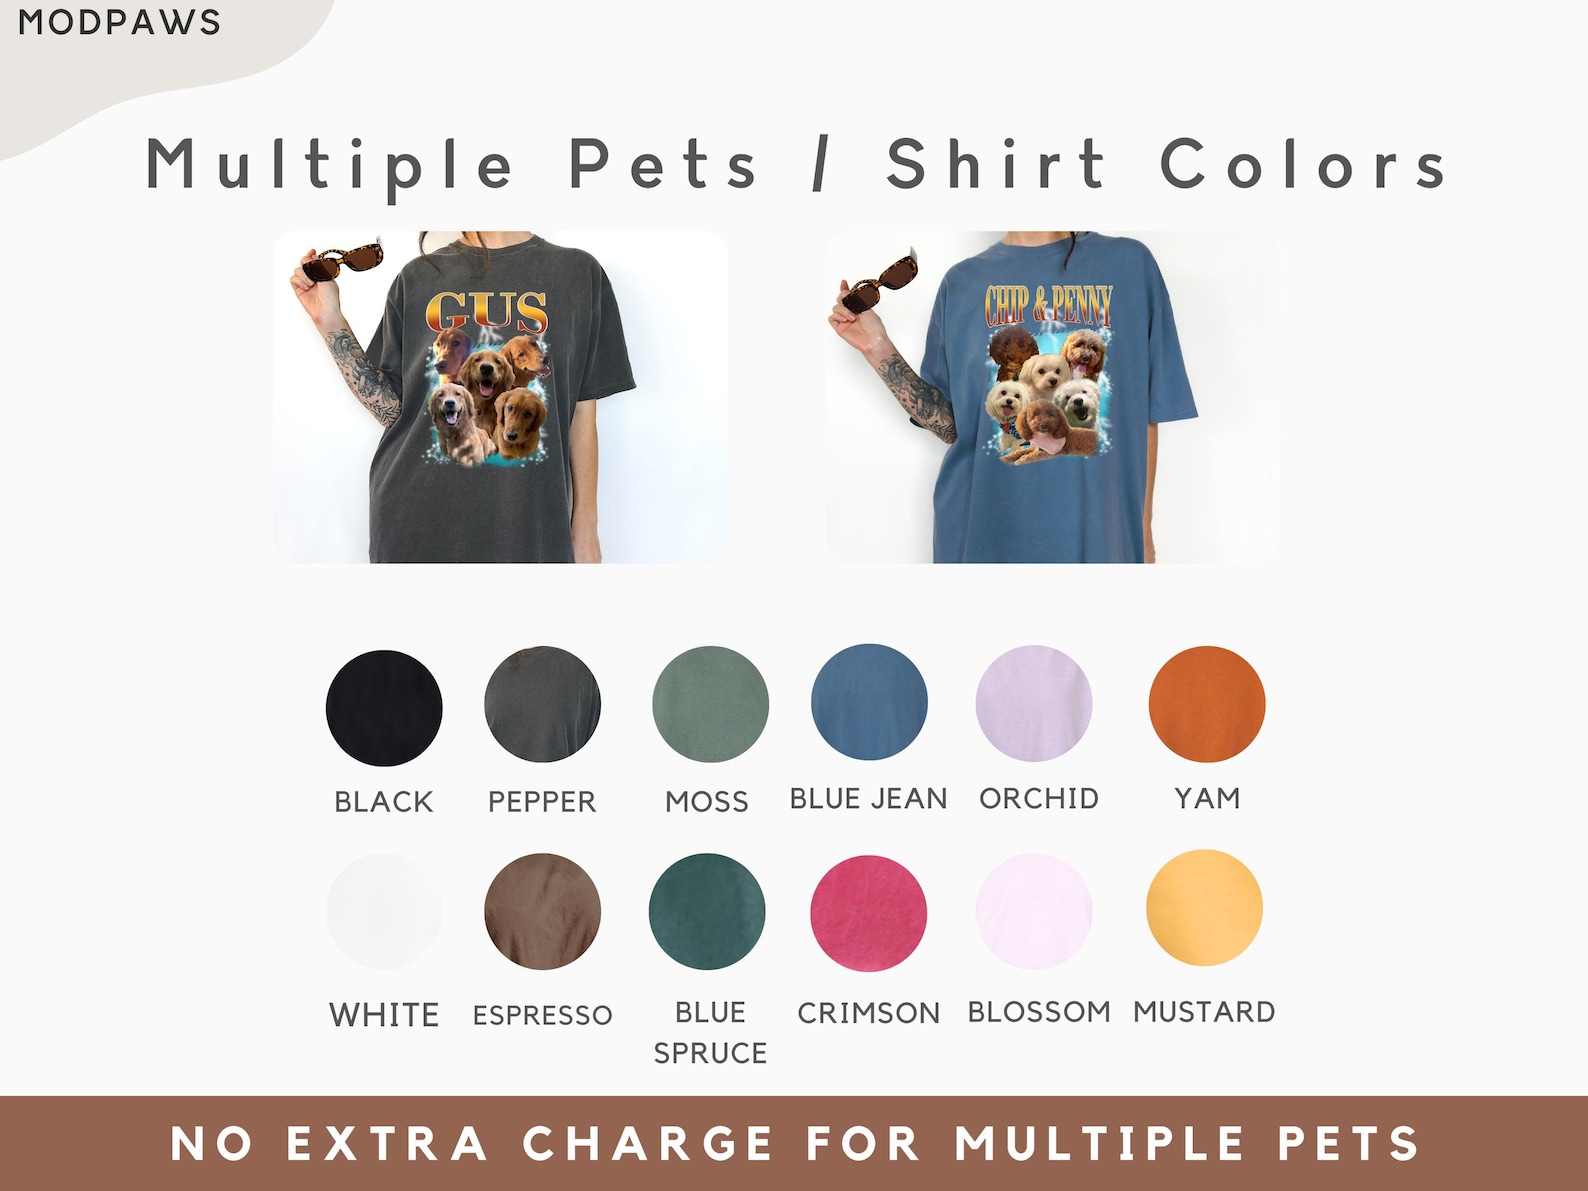 MODPAWS
Multiple Pets / Shirt Colors
GUS
CHIP & PENNY
BLACK
PEPPER
MOSS
BLUE JEAN
ORCHID
YAM
WHITE
ESPRESSO
BLUE
SPRUCE
CRIMSON
BLOSSOM
MUSTARD
NO EXTRA CHARGE FOR MULTIPLE PETS